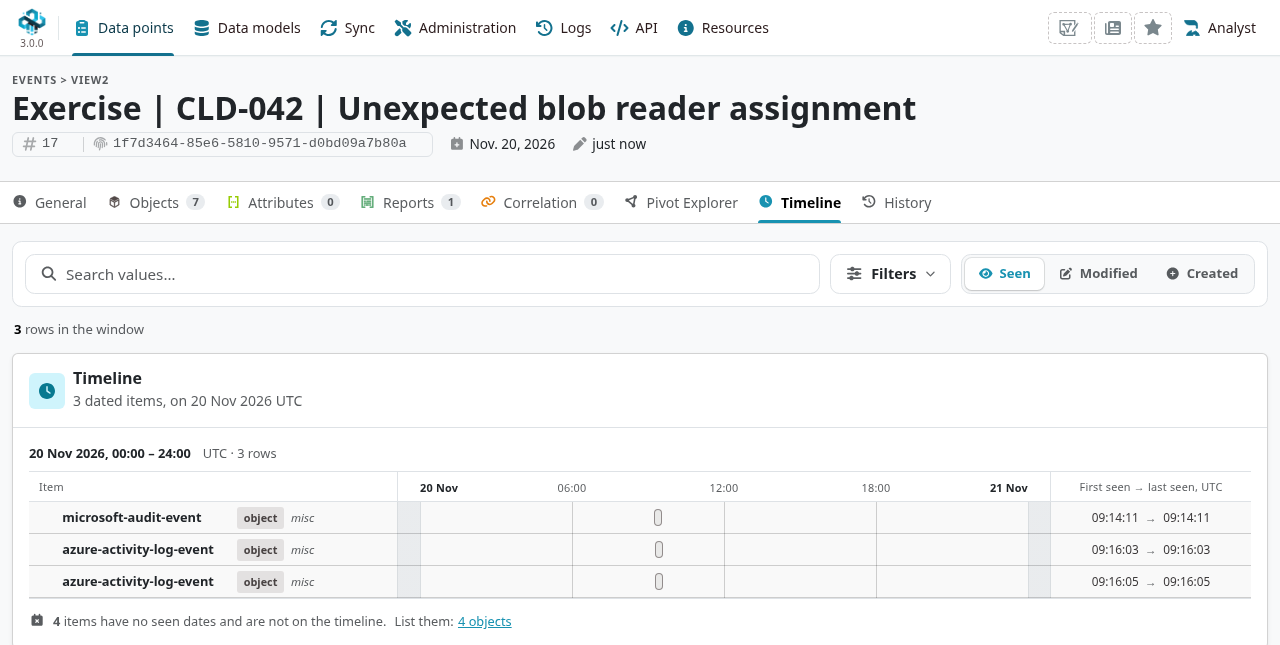 3.0.0
Data points
Data models
Sync
Administration
Logs
API
Resources
Analyst
EVENTS > VIEW2
Exercise | CLD-042 | Unexpected blob reader assignment
17
1f7d3464-85e6-5810-9571-d0bd09a7b80a
Nov. 20, 2026
just now
General
Objects 7
Attributes 0
Reports 1
Correlation 0
Pivot Explorer
Timeline
History
Search values...
Filters
Seen
Modified
Created
3 rows in the window
Timeline
3 dated items, on 20 Nov 2026 UTC
20 Nov 2026, 00:00 – 24:00 UTC · 3 rows
Item 20 Nov 06:00 12:00 18:00 21 Nov First seen → last seen, UTC
microsoft-audit-event object misc 09:14:11 → 09:14:11
azure-activity-log-event object misc 09:16:03 → 09:16:03
azure-activity-log-event object misc 09:16:05 → 09:16:05
4 items have no seen dates and are not on the timeline. List them: 4 objects